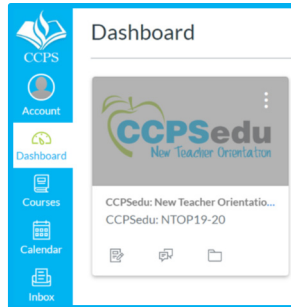 CCPS
Account
Dashboard
Courses
Calendar
Inbox
Dashboard
CCPSedu
New Teacher Orientation
CCPSedu: New Teacher Orientatio...
CCPSedu: NTOP19-20